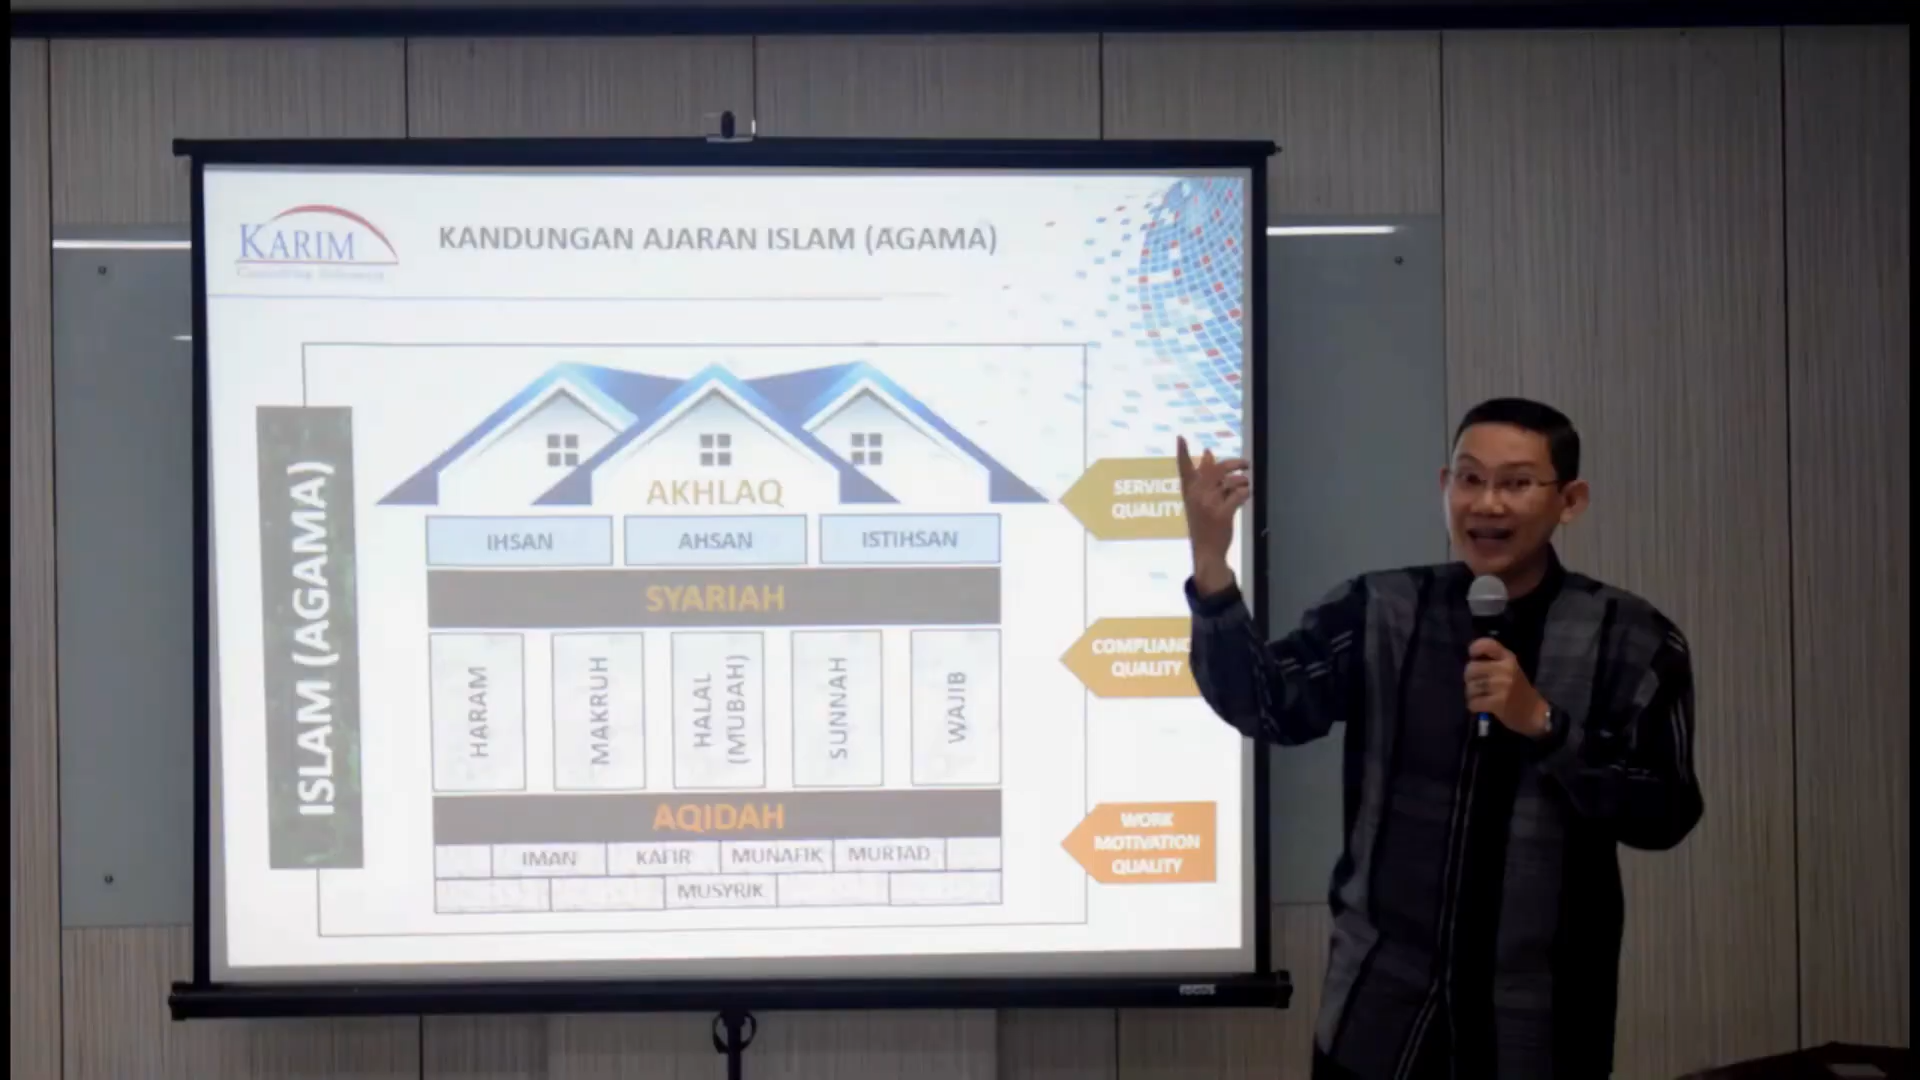 KARIM
KANDUNGAN AJARAN ISLAM (AGAMA)
ISLAM (AGAMA)
AKHLAQ
IHSAN
AHSAN
ISTIHSAN
SERVICE
QUALITY
SYARIAH
HARAM
MAKRUH
HALAL
(MUBAH)
SUNNAH
WAJIB
COMPLIANC
QUALITY
AQIDAH
IMAN
KAFIR
MUNAFIK
MURTAD
MUSYRIK
WORK
MOTIVATION
QUALITY